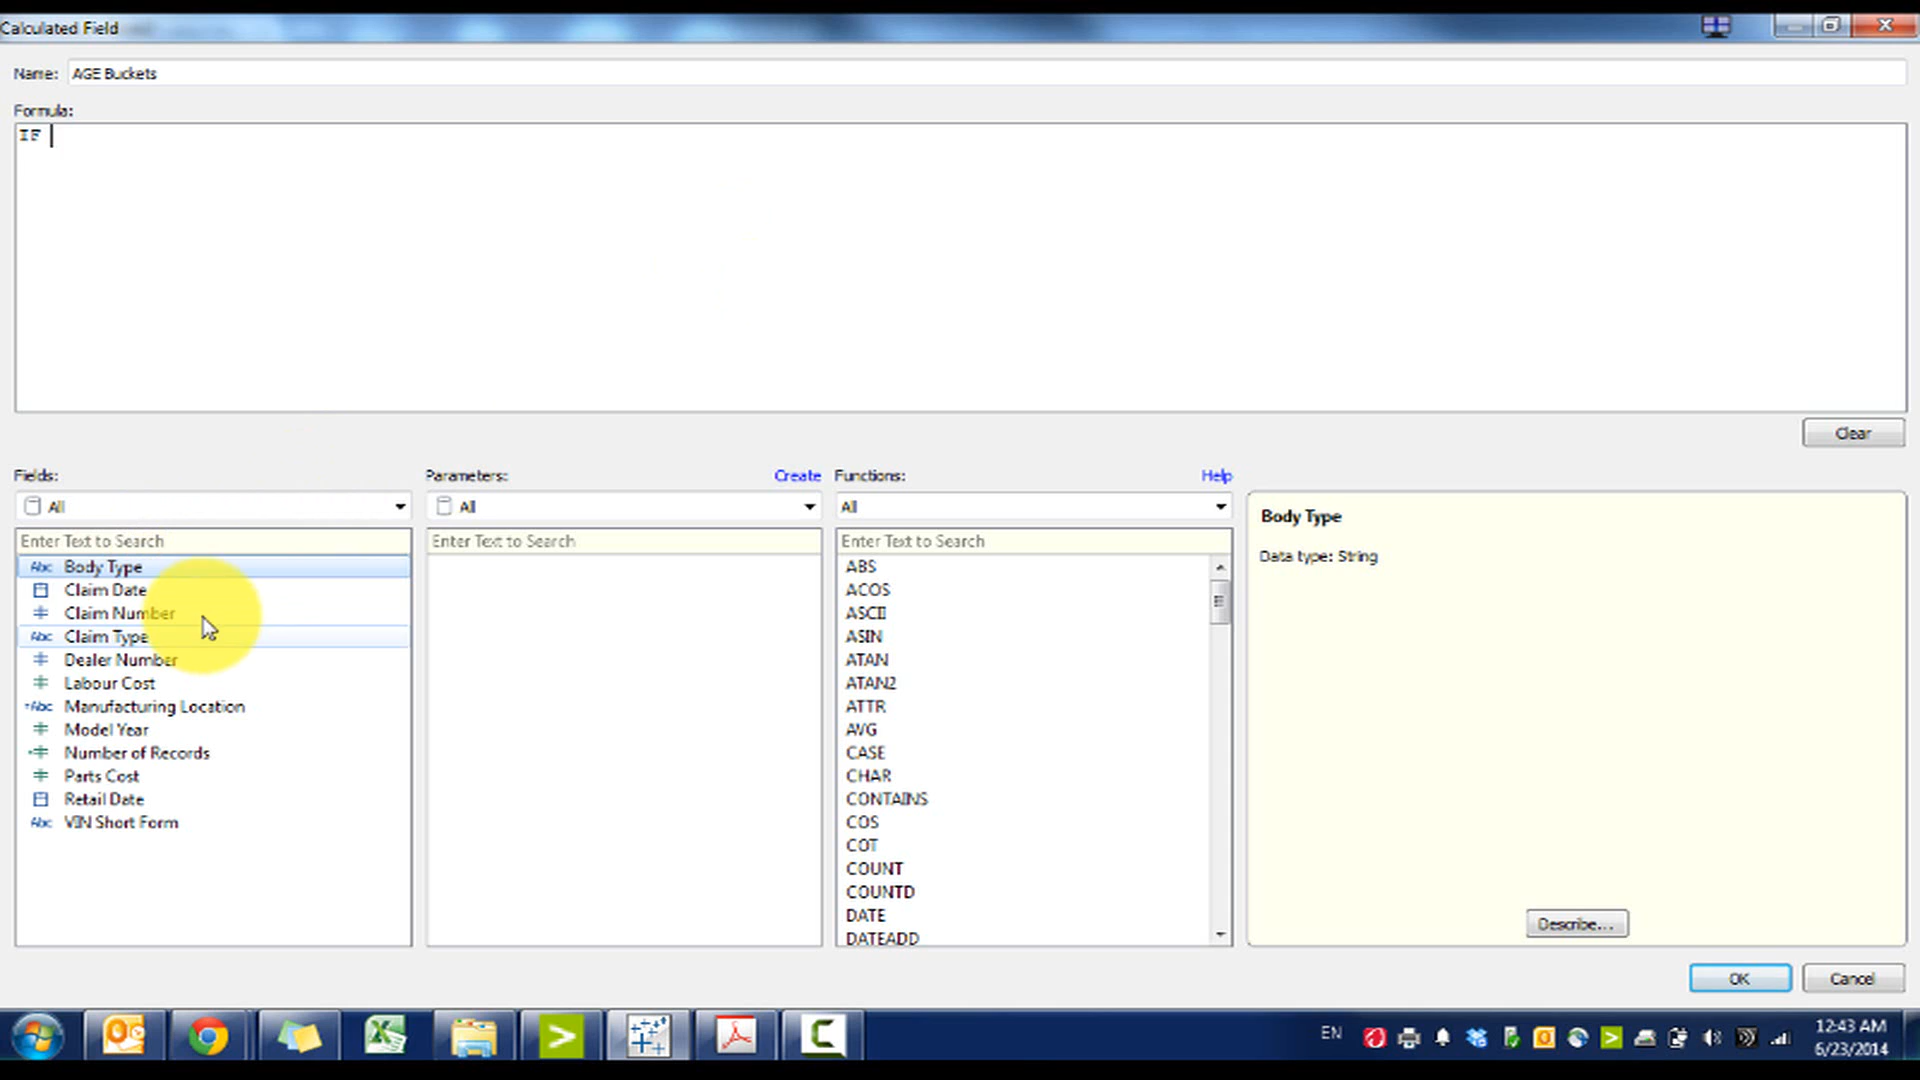 Calculated Field
Name: AGE Buckets
Formula:
IF
Clear
Fields:
All
Enter Text to Search
Abc Body Type
Claim Date
Claim Number
Abc Claim Type
Dealer Number
Labour Cost
=Abc Manufacturing Location
Model Year
Number of Records
Parts Cost
Retail Date
Abc VIN Short Form
Parameters: Create
All
Enter Text to Search
Functions: Help
All
Enter Text to Search
ABS
ACOS
ASCII
ASIN
ATAN
ATAN2
ATTR
AVG
CASE
CHAR
CONTAINS
COS
COT
COUNT
COUNTD
DATE
DATEADD
Body Type
Data type: String
Describe...
OK Cancel
EN
12:43 AM
6/23/2014